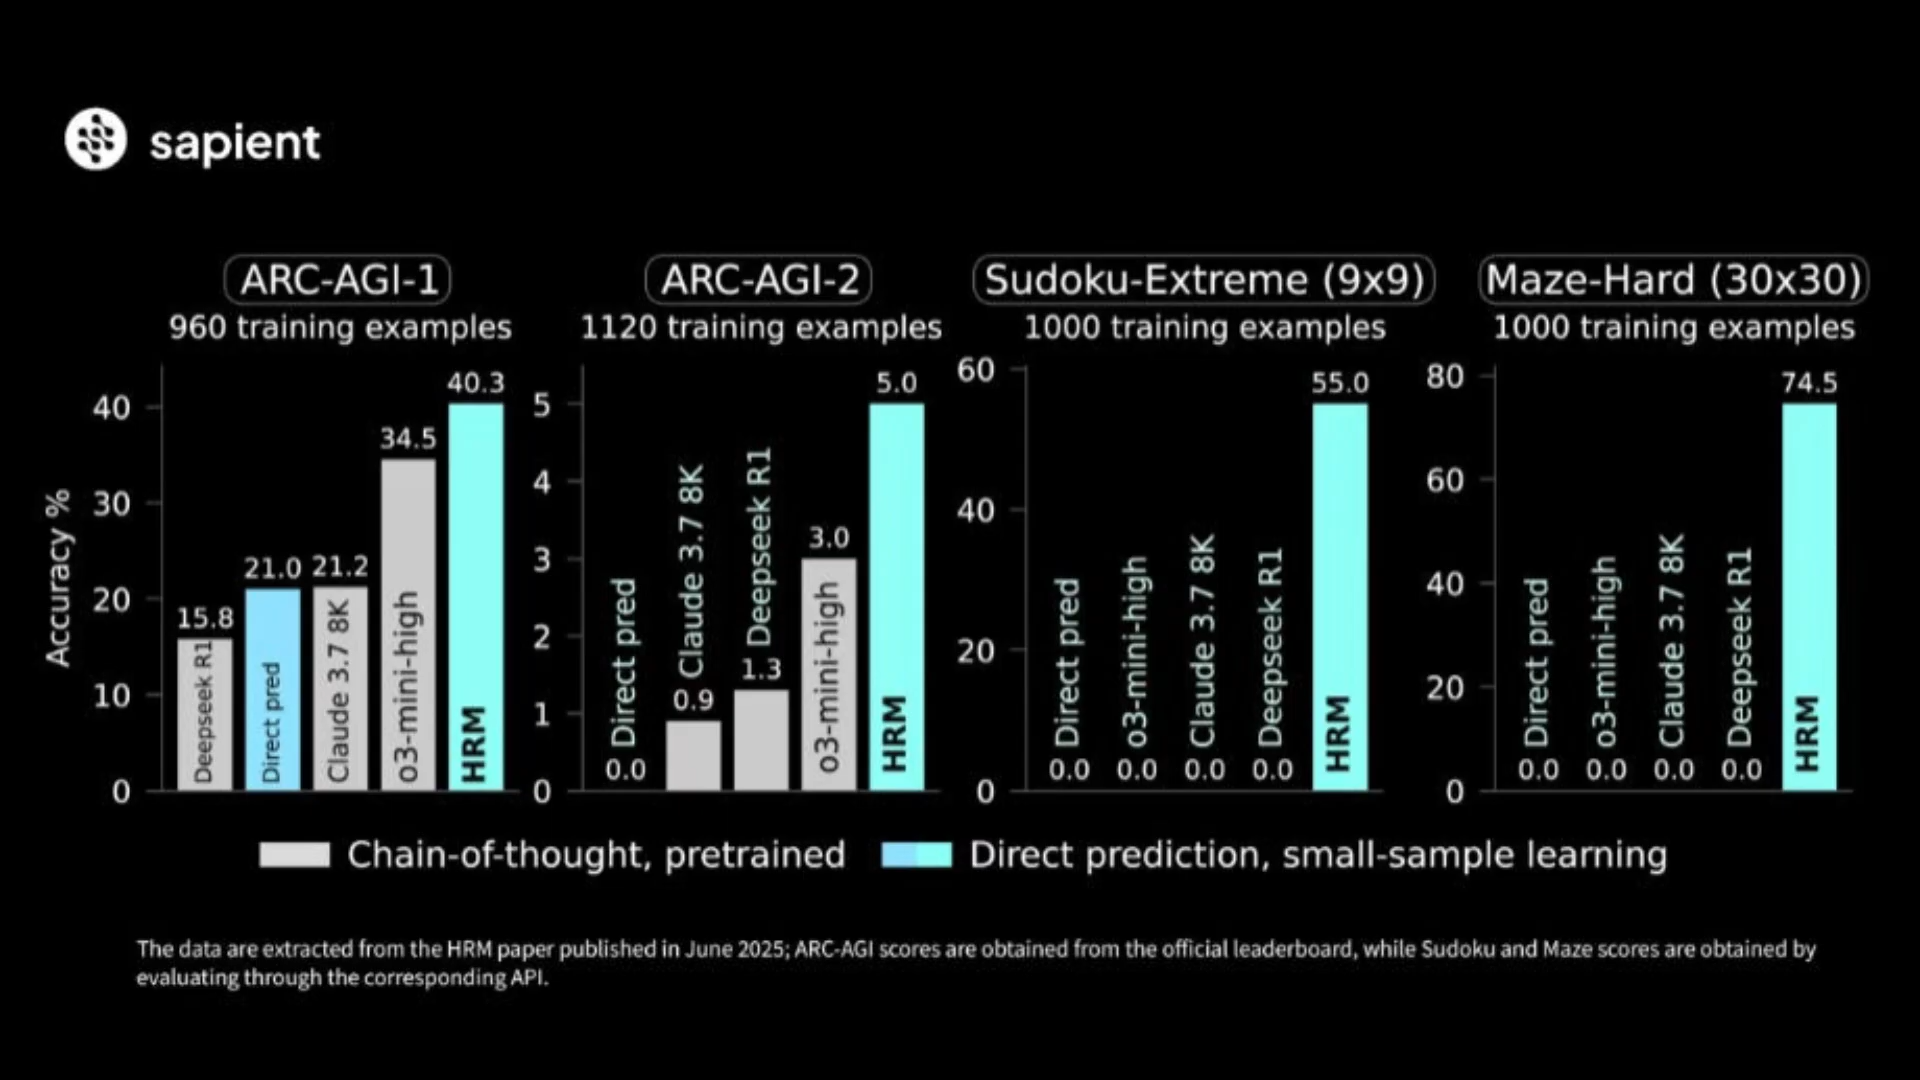 sapient
ARC-AGI-1
960 training examples
Accuracy %
40
30
20
10
0
15.8
Deepseek R1
21.0
Direct pred
21.2
Claude 3.7 8K
34.5
o3-mini-high
40.3
HRM
ARC-AGI-2
1120 training examples
5
4
3
2
1
0
0.0
Direct pred
0.9
Claude 3.7 8K
1.3
Deepseek R1
3.0
o3-mini-high
5.0
HRM
Sudoku-Extreme (9x9)
1000 training examples
60
40
20
0
0.0
Direct pred
0.0
o3-mini-high
0.0
Claude 3.7 8K
0.0
Deepseek R1
55.0
HRM
Maze-Hard (30x30)
1000 training examples
80
60
40
20
0
0.0
Direct pred
0.0
o3-mini-high
0.0
Claude 3.7 8K
0.0
Deepseek R1
74.5
HRM
Chain-of-thought, pretrained
Direct prediction, small-sample learning
The data are extracted from the HRM paper published in June 2025; ARC-AGI scores are obtained from the official leaderboard, while Sudoku and Maze scores are obtained by
evaluating through the corresponding API.